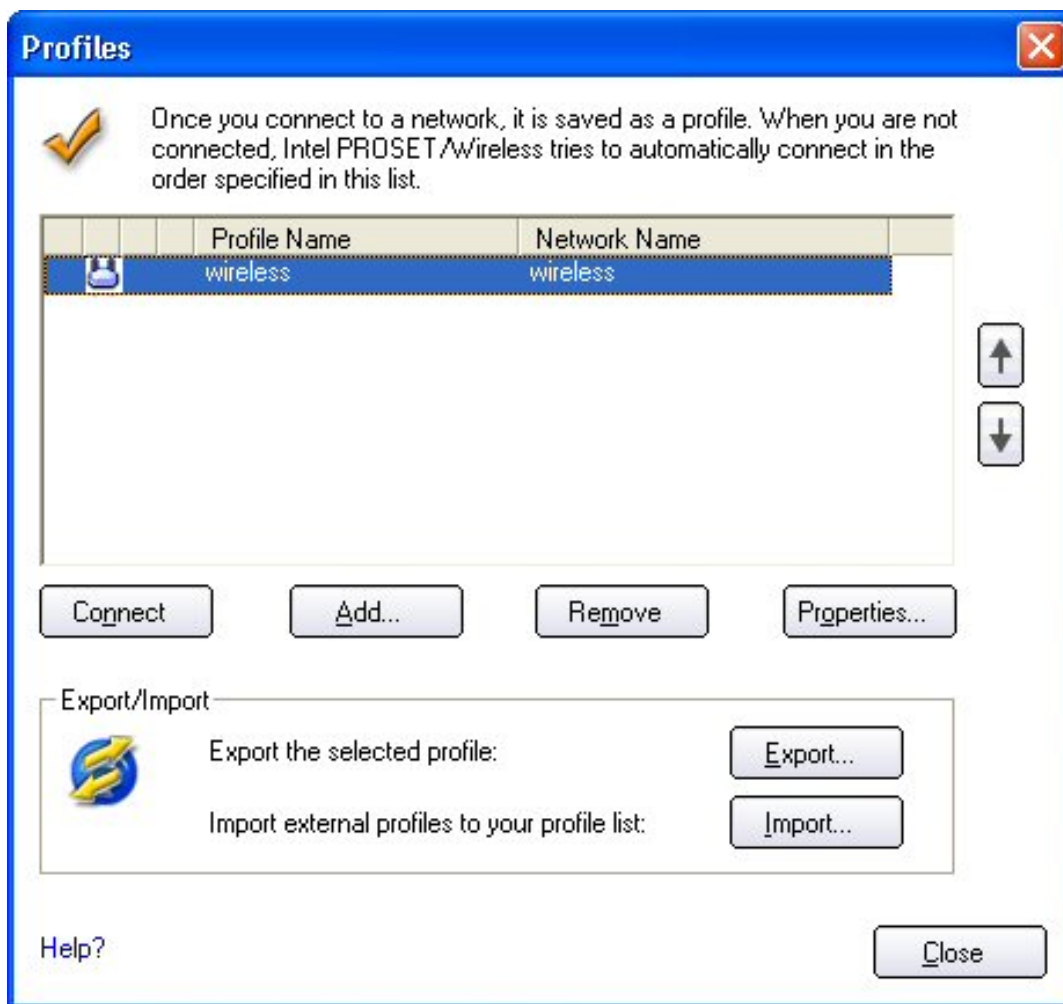 Profiles
Once you connect to a network, it is saved as a profile. When you are not
connected, Intel PROSET/Wireless tries to automatically connect in the
order specified in this list.
Profile Name Network Name
wireless wireless
Connect Add... Remove Properties...
Export/Import
Export the selected profile: Export...
Import external profiles to your profile list: Import...
Help? Close